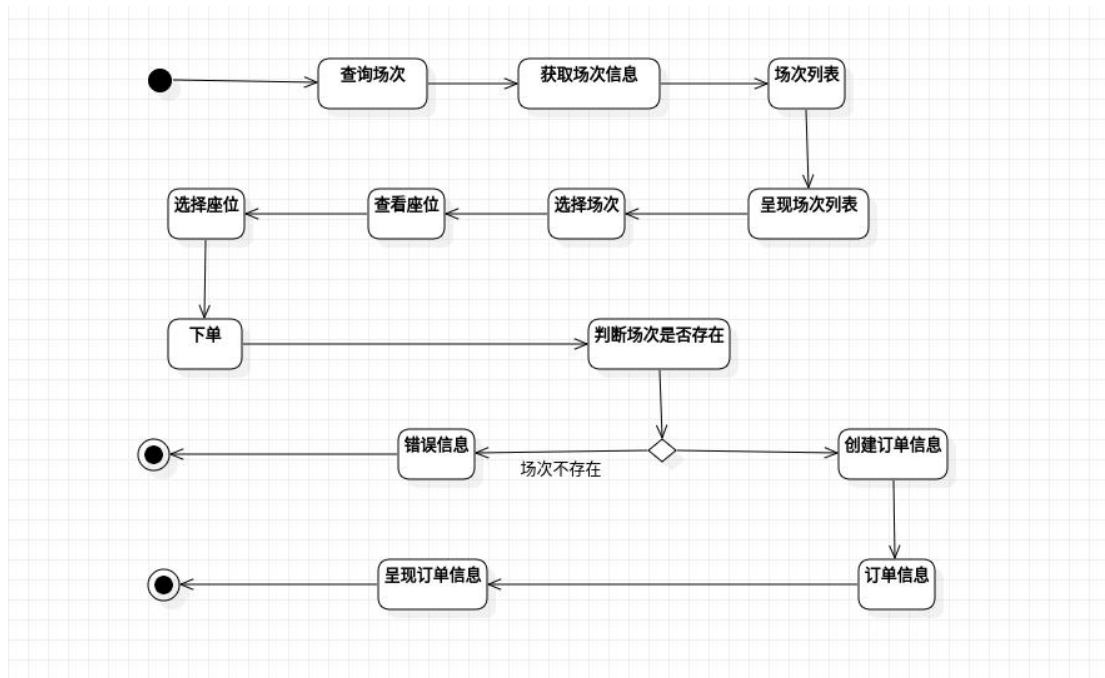 查询场次
获取场次信息
场次列表
选择座位
查看座位
选择场次
呈现场次列表
下单
判断场次是否存在
错误信息
场次不存在
创建订单信息
呈现订单信息
订单信息